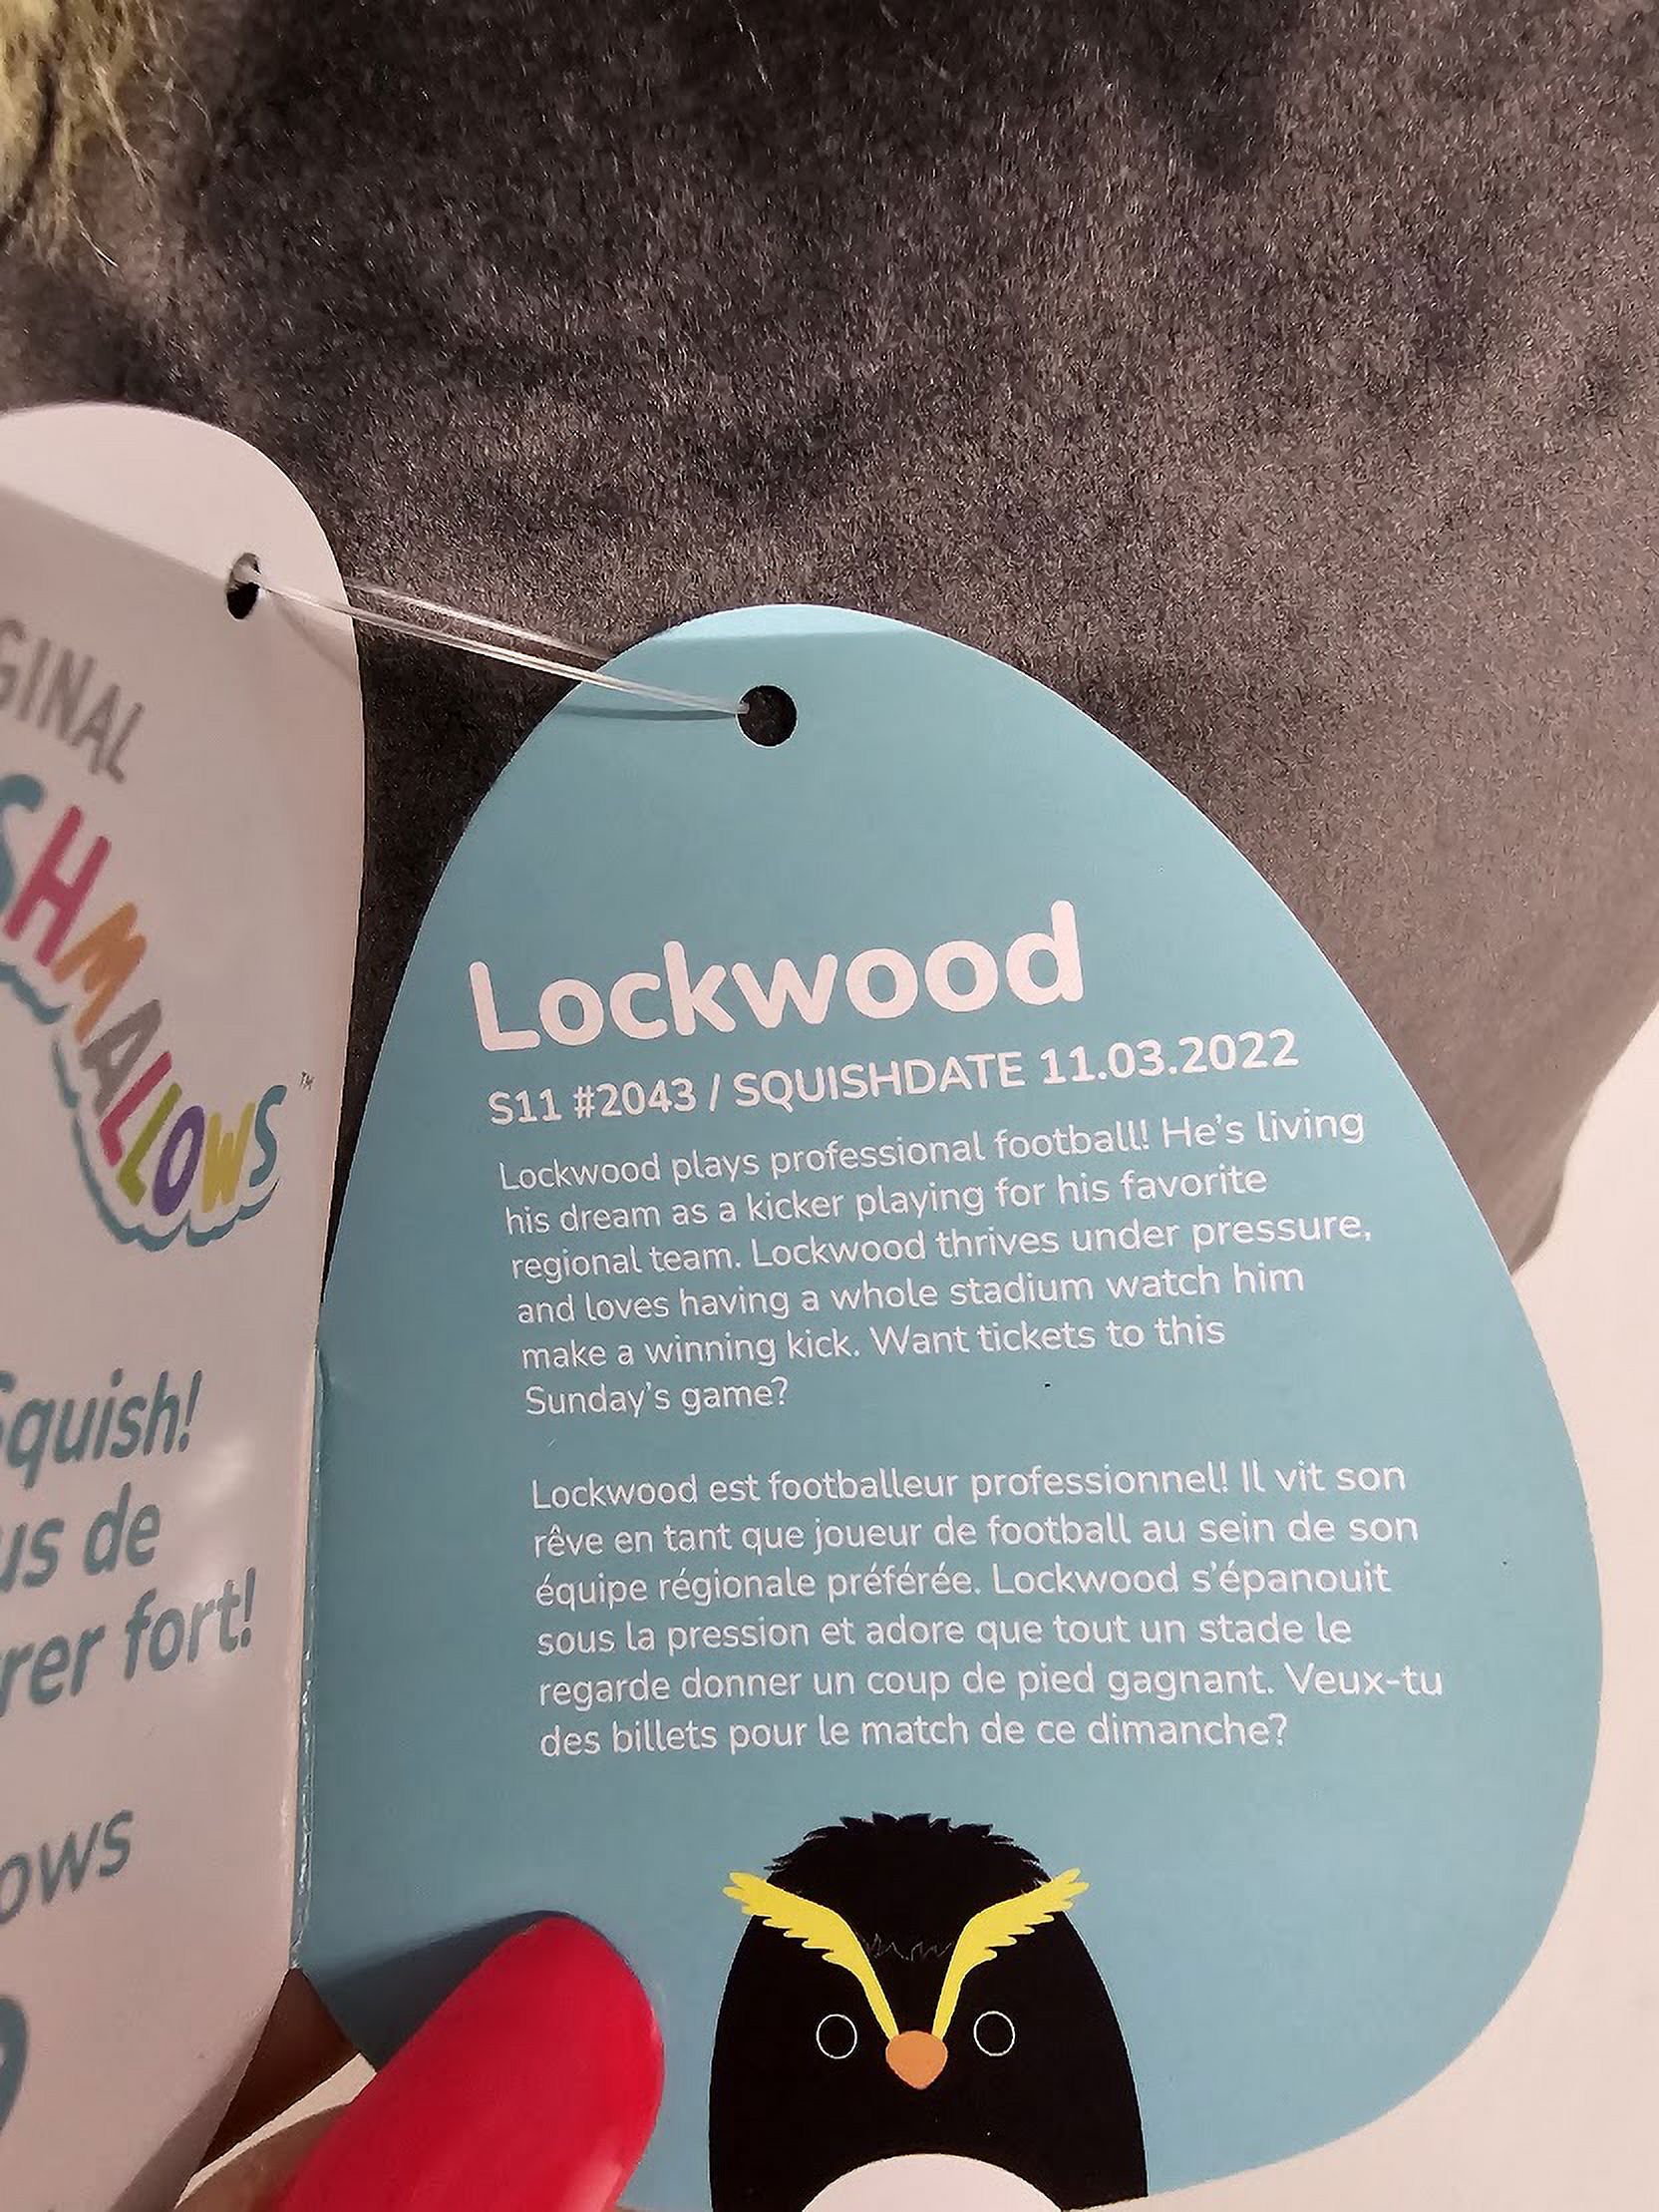 SHMALLOWS™
Squish!
de
fort!
Lockwood
S11 #2043 / SQUISHDATE 11.03.2022
Lockwood plays professional football! He's living
his dream as a kicker playing for his favorite
regional team. Lockwood thrives under pressure,
and loves having a whole stadium watch him
make a winning kick. Want tickets to this
Sunday's game?
Lockwood est footballeur professionnel! Il vit son
rêve en tant que joueur de football au sein de son
équipe régionale préférée. Lockwood s'épanouit
sous la pression et adore que tout un stade le
regarde donner un coup de pied gagnant. Veux-tu
des billets pour le match de ce dimanche?